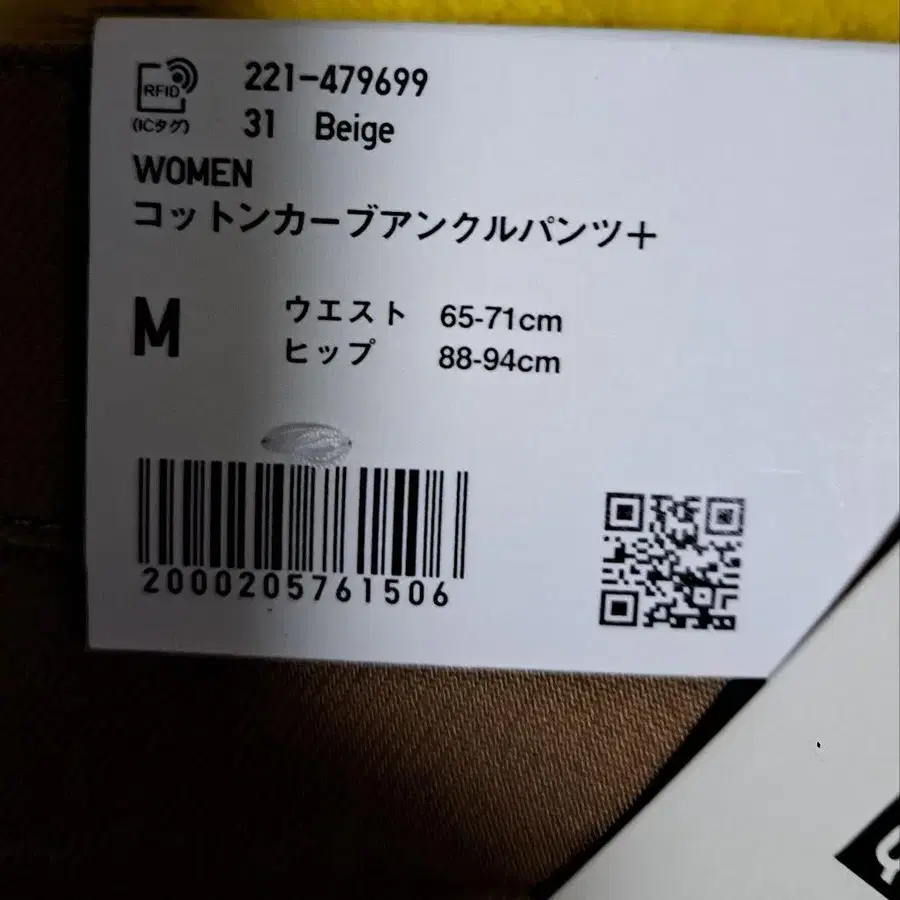 RFID
(ICタグ)
221-479699
31 Beige
WOMEN
コットンカーブアンクルパンツ+
M
ウエスト 65-71cm
ヒップ 88-94cm
2000205761506